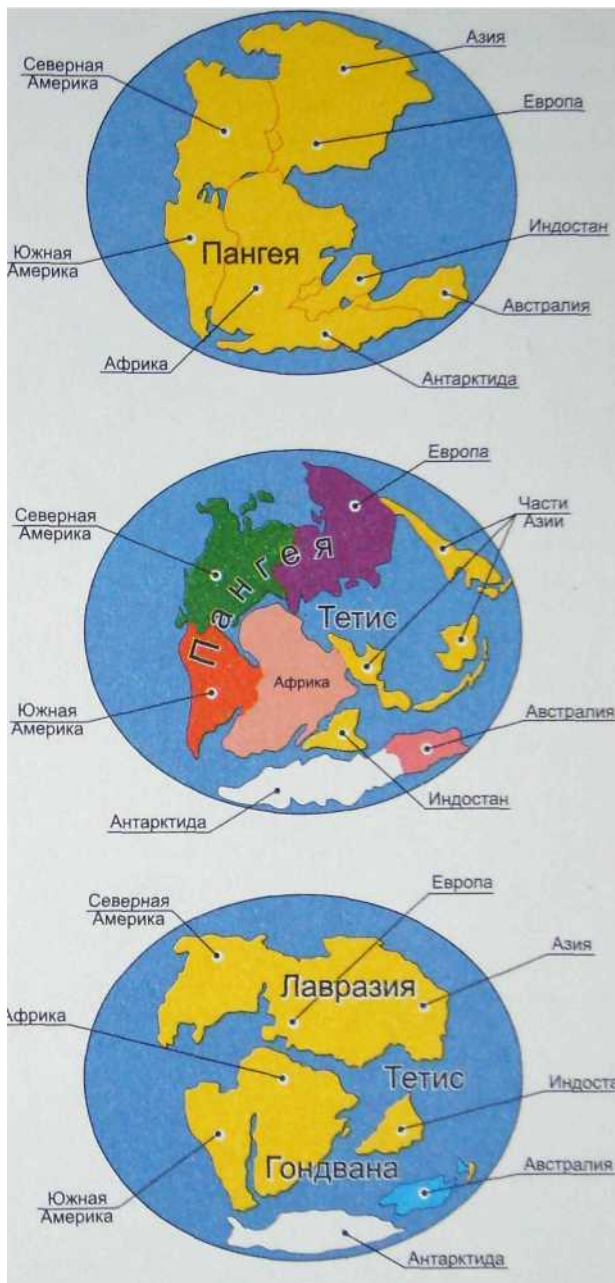 Азия
Северная
Америка
Европа
Индостан
Южная
Америка
Пангея
Австралия
Африка
Антарктида
Европа
Северная
Америка
Части
Азии
Пангея
Тетис
Африка
Южная
Америка
Австралия
Индостан
Антарктида
Европа
Северная
Америка
Азия
Лавразия
Африка
Тетис
Индоста
Гондвана
Австралия
Южная
Америка
Антарктида